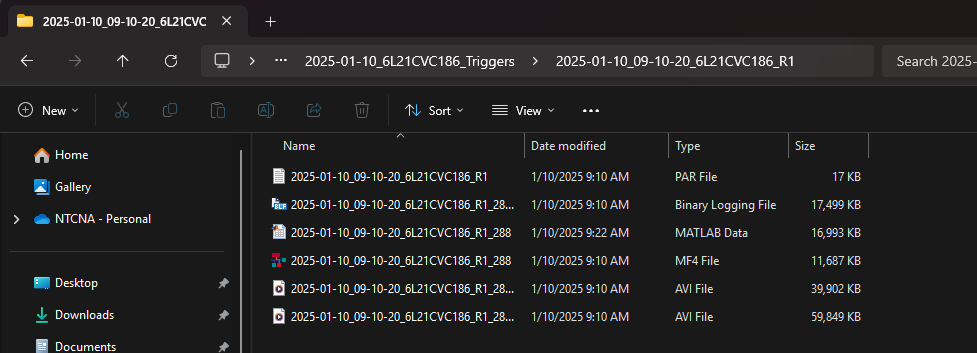 2025-01-10_09-10-20_6L21CVC
2025-01-10_6L21CVC186_Triggers 2025-01-10_09-10-20_6L21CVC186_R1 Search 2025-
New Sort View
Name Date modified Type Size
Home
Gallery
NTCNA - Personal
Desktop
Downloads
Documents
2025-01-10_09-10-20_6L21CVC186_R1 1/10/2025 9:10 AM PAR File 17 KB
2025-01-10_09-10-20_6L21CVC186_R1_28... 1/10/2025 9:10 AM Binary Logging File 17,499 KB
2025-01-10_09-10-20_6L21CVC186_R1_288 1/10/2025 9:22 AM MATLAB Data 16,993 KB
2025-01-10_09-10-20_6L21CVC186_R1_288 1/10/2025 9:10 AM MF4 File 11,687 KB
2025-01-10_09-10-20_6L21CVC186_R1_28... 1/10/2025 9:10 AM AVI File 39,902 KB
2025-01-10_09-10-20_6L21CVC186_R1_28... 1/10/2025 9:10 AM AVI File 59,849 KB